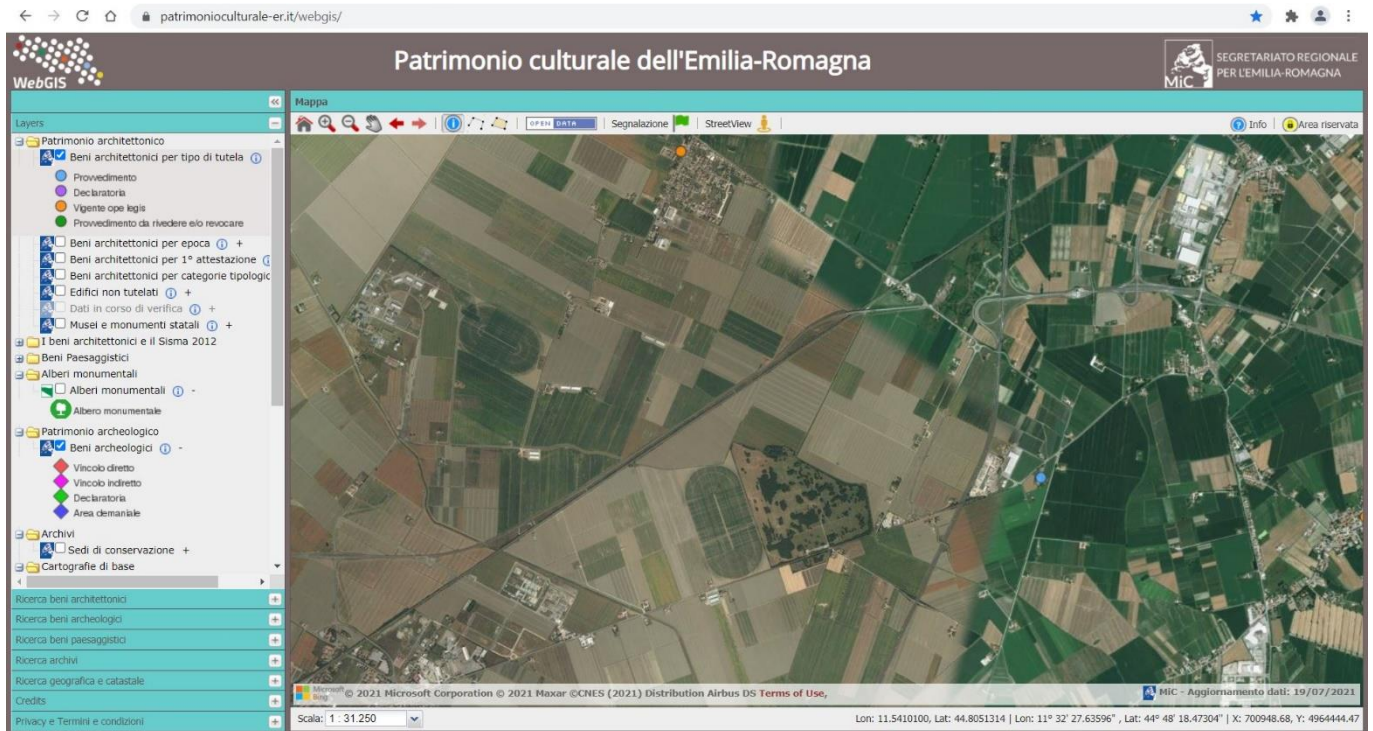 patrimonioculturale-er.it/webgis/
WebGIS
Patrimonio culturale dell'Emilia-Romagna
MiC
SEGRETARIATO REGIONALE
PER L'EMILIA-ROMAGNA
Mappa
Layers
OPEN DATA
Segnalazione
StreetView
Info
Area riservata
Patrimonio architettonico
Beni architettonici per tipo di tutela
Provvedimento
Declaratoria
Vigente ope legis
Provvedimento da rivedere e/o revocare
Beni architettonici per epoca +
Beni architettonici per 1° attestazione
Beni architettonici per categorie tipologic
Edifici non tutelati +
Dati in corso di verifica +
Musei e monumenti statali +
I beni architettonici e il Sisma 2012
Beni Paesaggistici
Alberi monumentali
Alberi monumentali -
Albero monumentale
Patrimonio archeologico
Beni archeologici -
Vincolo diretto
Vincolo indiretto
Declaratoria
Area demaniale
Archivi
Sedi di conservazione +
Cartografie di base
Ricerca beni architettonici
Ricerca beni archeologici
Ricerca beni paesaggistici
Ricerca archivi
Ricerca geografica e catastale
Credits
Privacy e Termini e condizioni
Microsoft
Bing
© 2021 Microsoft Corporation © 2021 Maxar ©CNES (2021) Distribution Airbus DS Terms of Use,
MiC - Aggiornamento dati: 19/07/2021
Scala: 1 : 31.250
Lon: 11.5410100, Lat: 44.8051314 | Lon: 11° 32' 27.63596" , Lat: 44° 48' 18.47304" | X: 700948.68, Y: 4964444.47